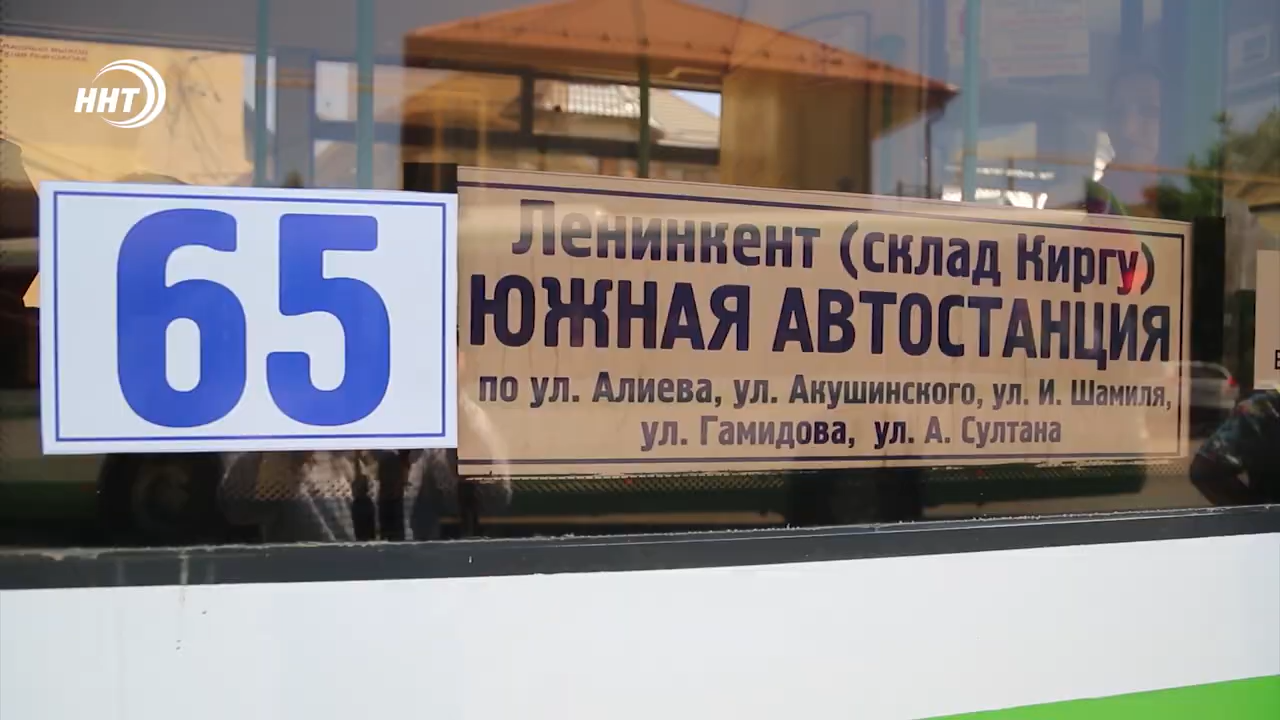 ННТ
65
Ленинкент (склад Киргу)
ЮЖНАЯ АВТОСТАНЦИЯ
по ул. Алиева, ул. Акушинского, ул. И. Шамиля,
ул. Гамидова, ул. А. Султана